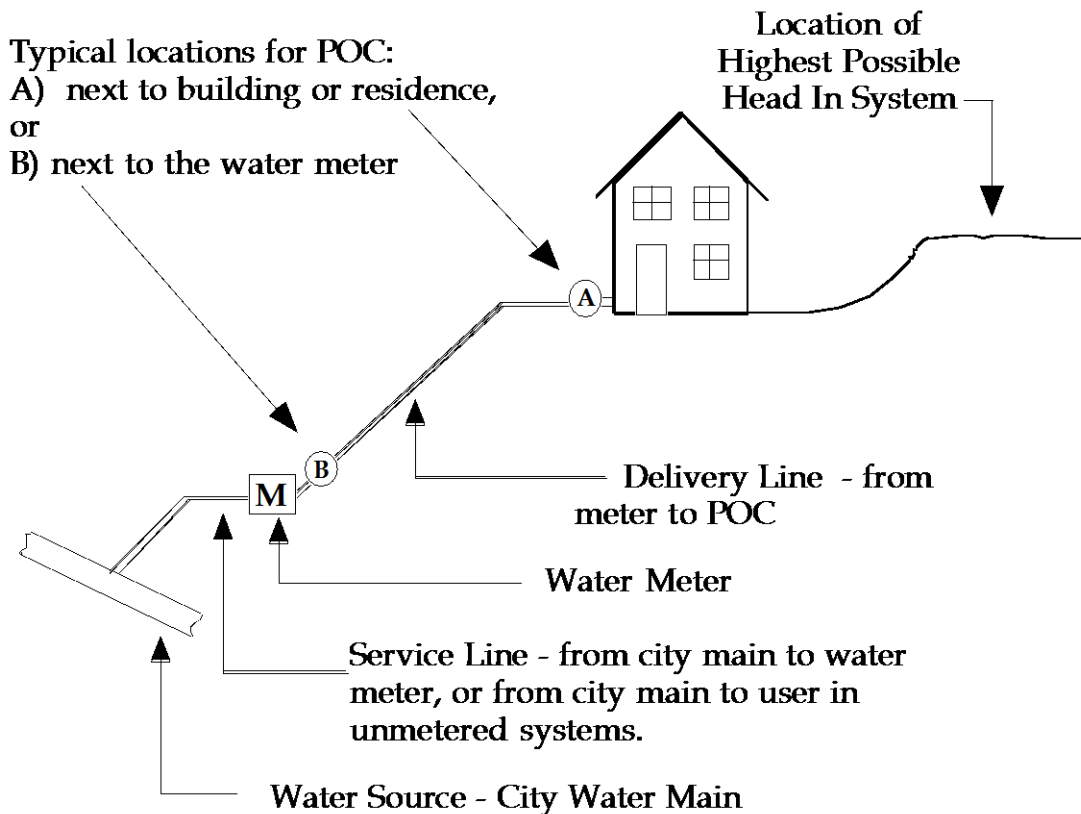 Typical locations for POC:
A) next to building or residence,
or
B) next to the water meter
Location of
Highest Possible
Head In System
A
B
M
Delivery Line - from
meter to POC
Water Meter
Service Line - from city main to water
meter, or from city main to user in
unmetered systems.
Water Source - City Water Main